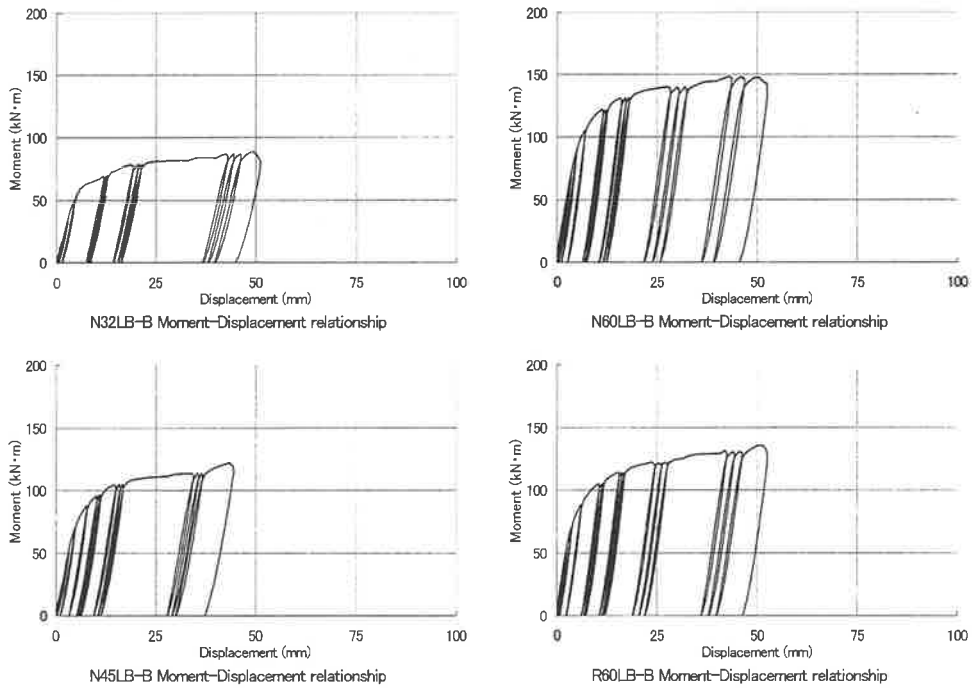 200
150
100
50
0
Moment (kN・m)
0 25 50 75 100
Displacement (mm)
N32LB-B Moment-Displacement relationship
200
150
100
50
0
Moment (kN・m)
0 25 50 75 100
Displacement (mm)
N60LB-B Moment-Displacement relationship
200
150
100
50
0
Moment (kN・m)
0 25 50 75 100
Displacement (mm)
N45LB-B Moment-Displacement relationship
200
150
100
50
0
Moment (kN・m)
0 25 50 75 100
Displacement (mm)
R60LB-B Moment-Displacement relationship